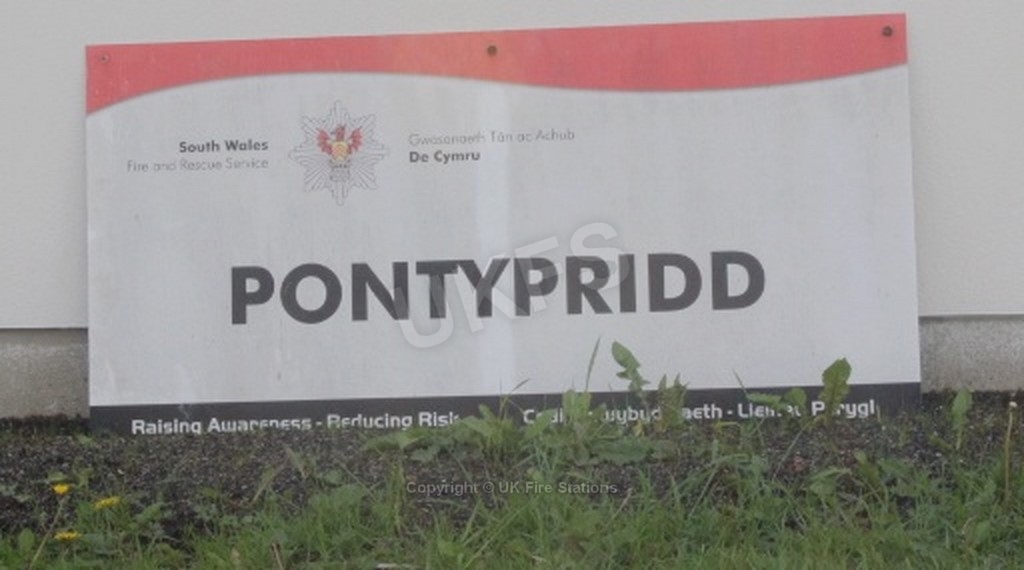 South Wales
Fire and Rescue Service
Gwasanaeth Tân ac Achub
De Cymru
PONTYPRIDD
UKFS
Raising Awareness - Reducing Risk
- Perygl
Copyright © UK Fire Stations